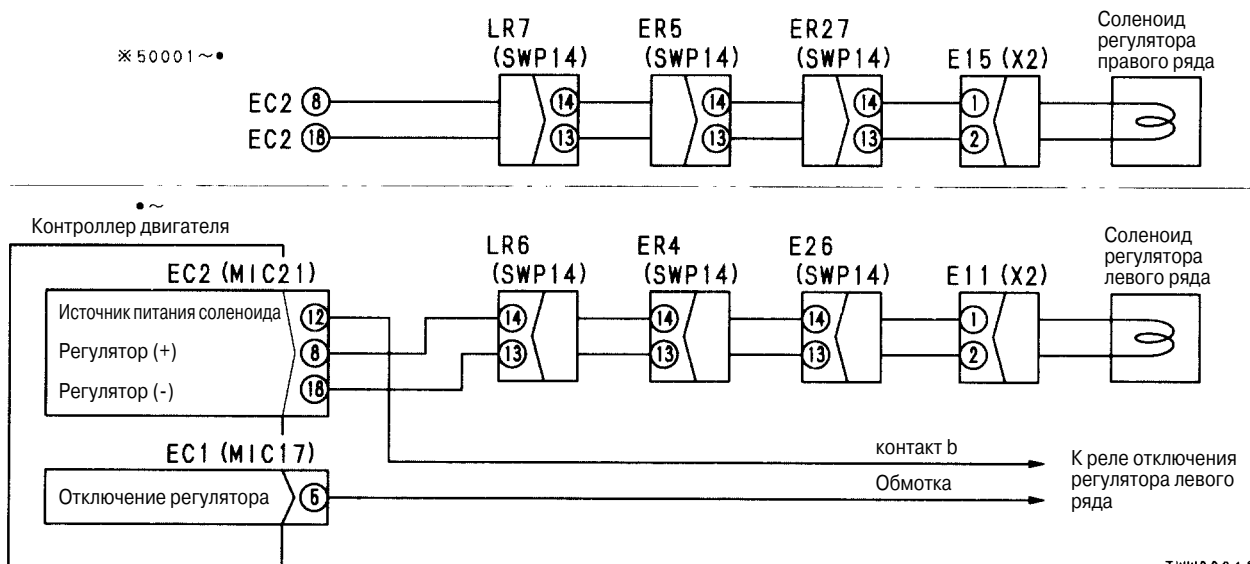 ※50001~●
LR7
(SWP14)
ER5
(SWP14)
ER27
(SWP14)
E15 (X2)
Соленоид
регулятора
правого ряда
EC2 8
EC2 18
14
13
14
13
14
13
1
2
●~
Контроллер двигателя
EC2 (MIC21)
LR6
(SWP14)
ER4
(SWP14)
E26
(SWP14)
E11 (X2)
Соленоид
регулятора
левого ряда
Источник питания соленоида 12
Регулятор (+) 8
Регулятор (-) 18
14
13
14
13
14
13
1
2
EC1 (MIC17)
Отключение регулятора 5
контакт b
Обмотка
К реле отключения
регулятора левого
ряда